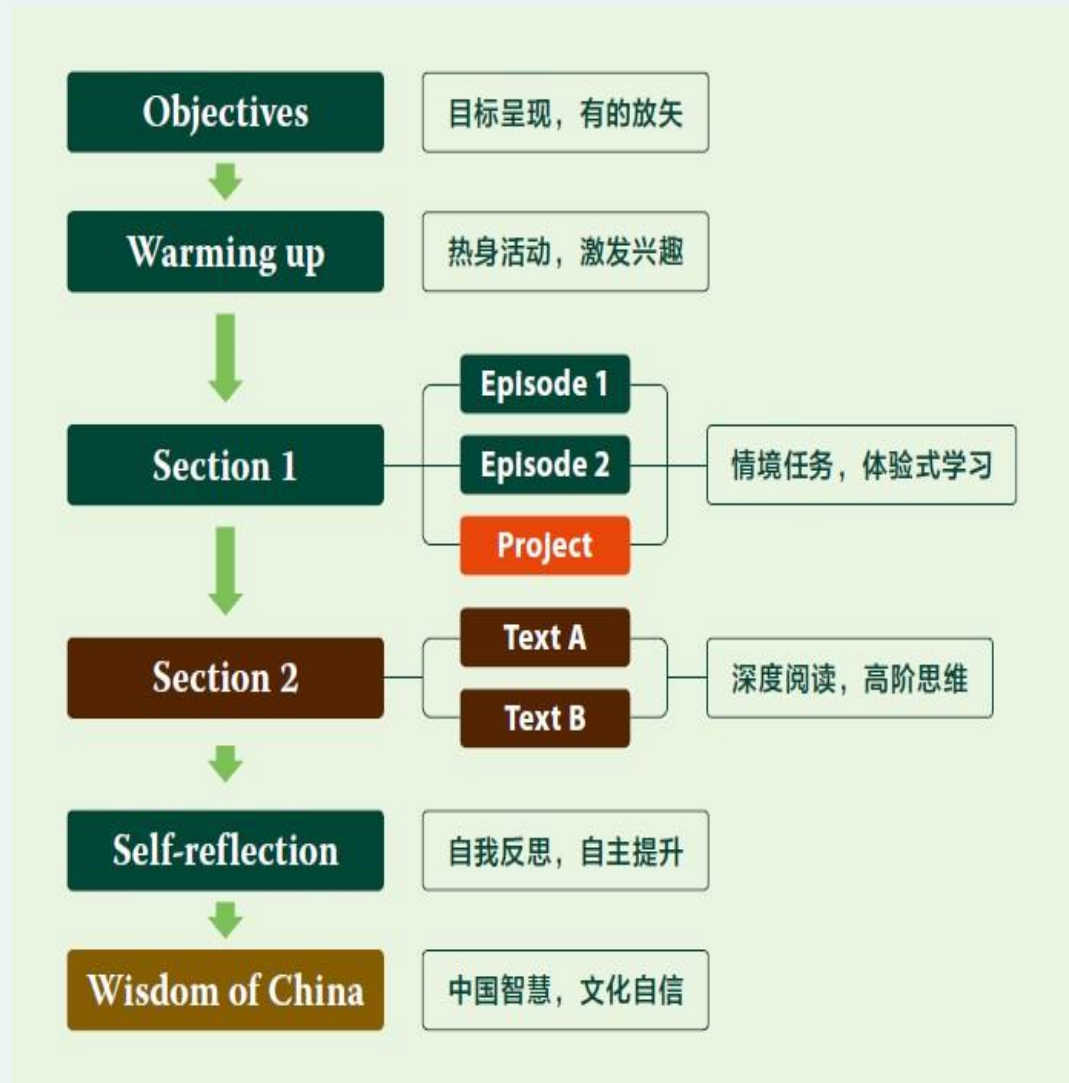 Objectives
目标呈现，有的放矢
Warming up
热身活动，激发兴趣
Section 1
Episode 1
Episode 2
Project
情境任务，体验式学习
Section 2
Text A
Text B
深度阅读，高阶思维
Self-reflection
自我反思，自主提升
Wisdom of China
中国智慧，文化自信